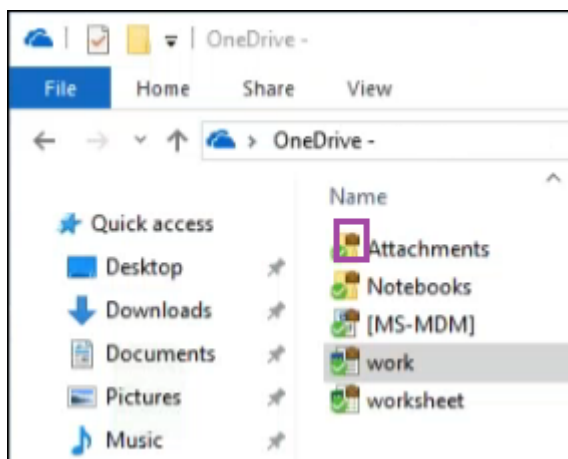 OneDrive -
File Home Share View
OneDrive -
Name
Quick access
Desktop
Downloads
Documents
Pictures
Music
Attachments
Notebooks
[MS-MDM]
work
worksheet